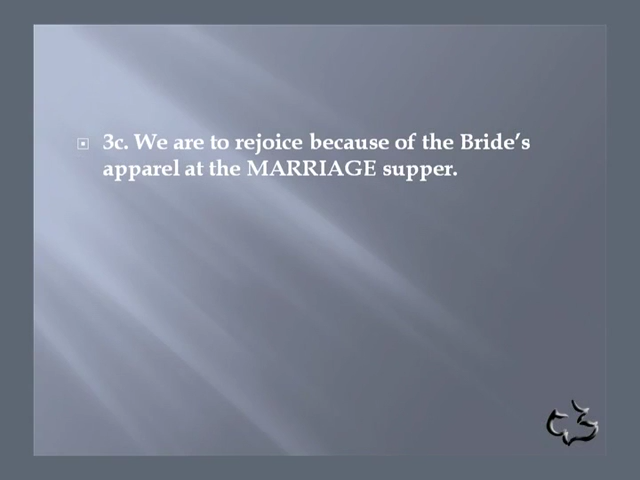 3c. We are to rejoice because of the Bride’s
apparel at the MARRIAGE supper.